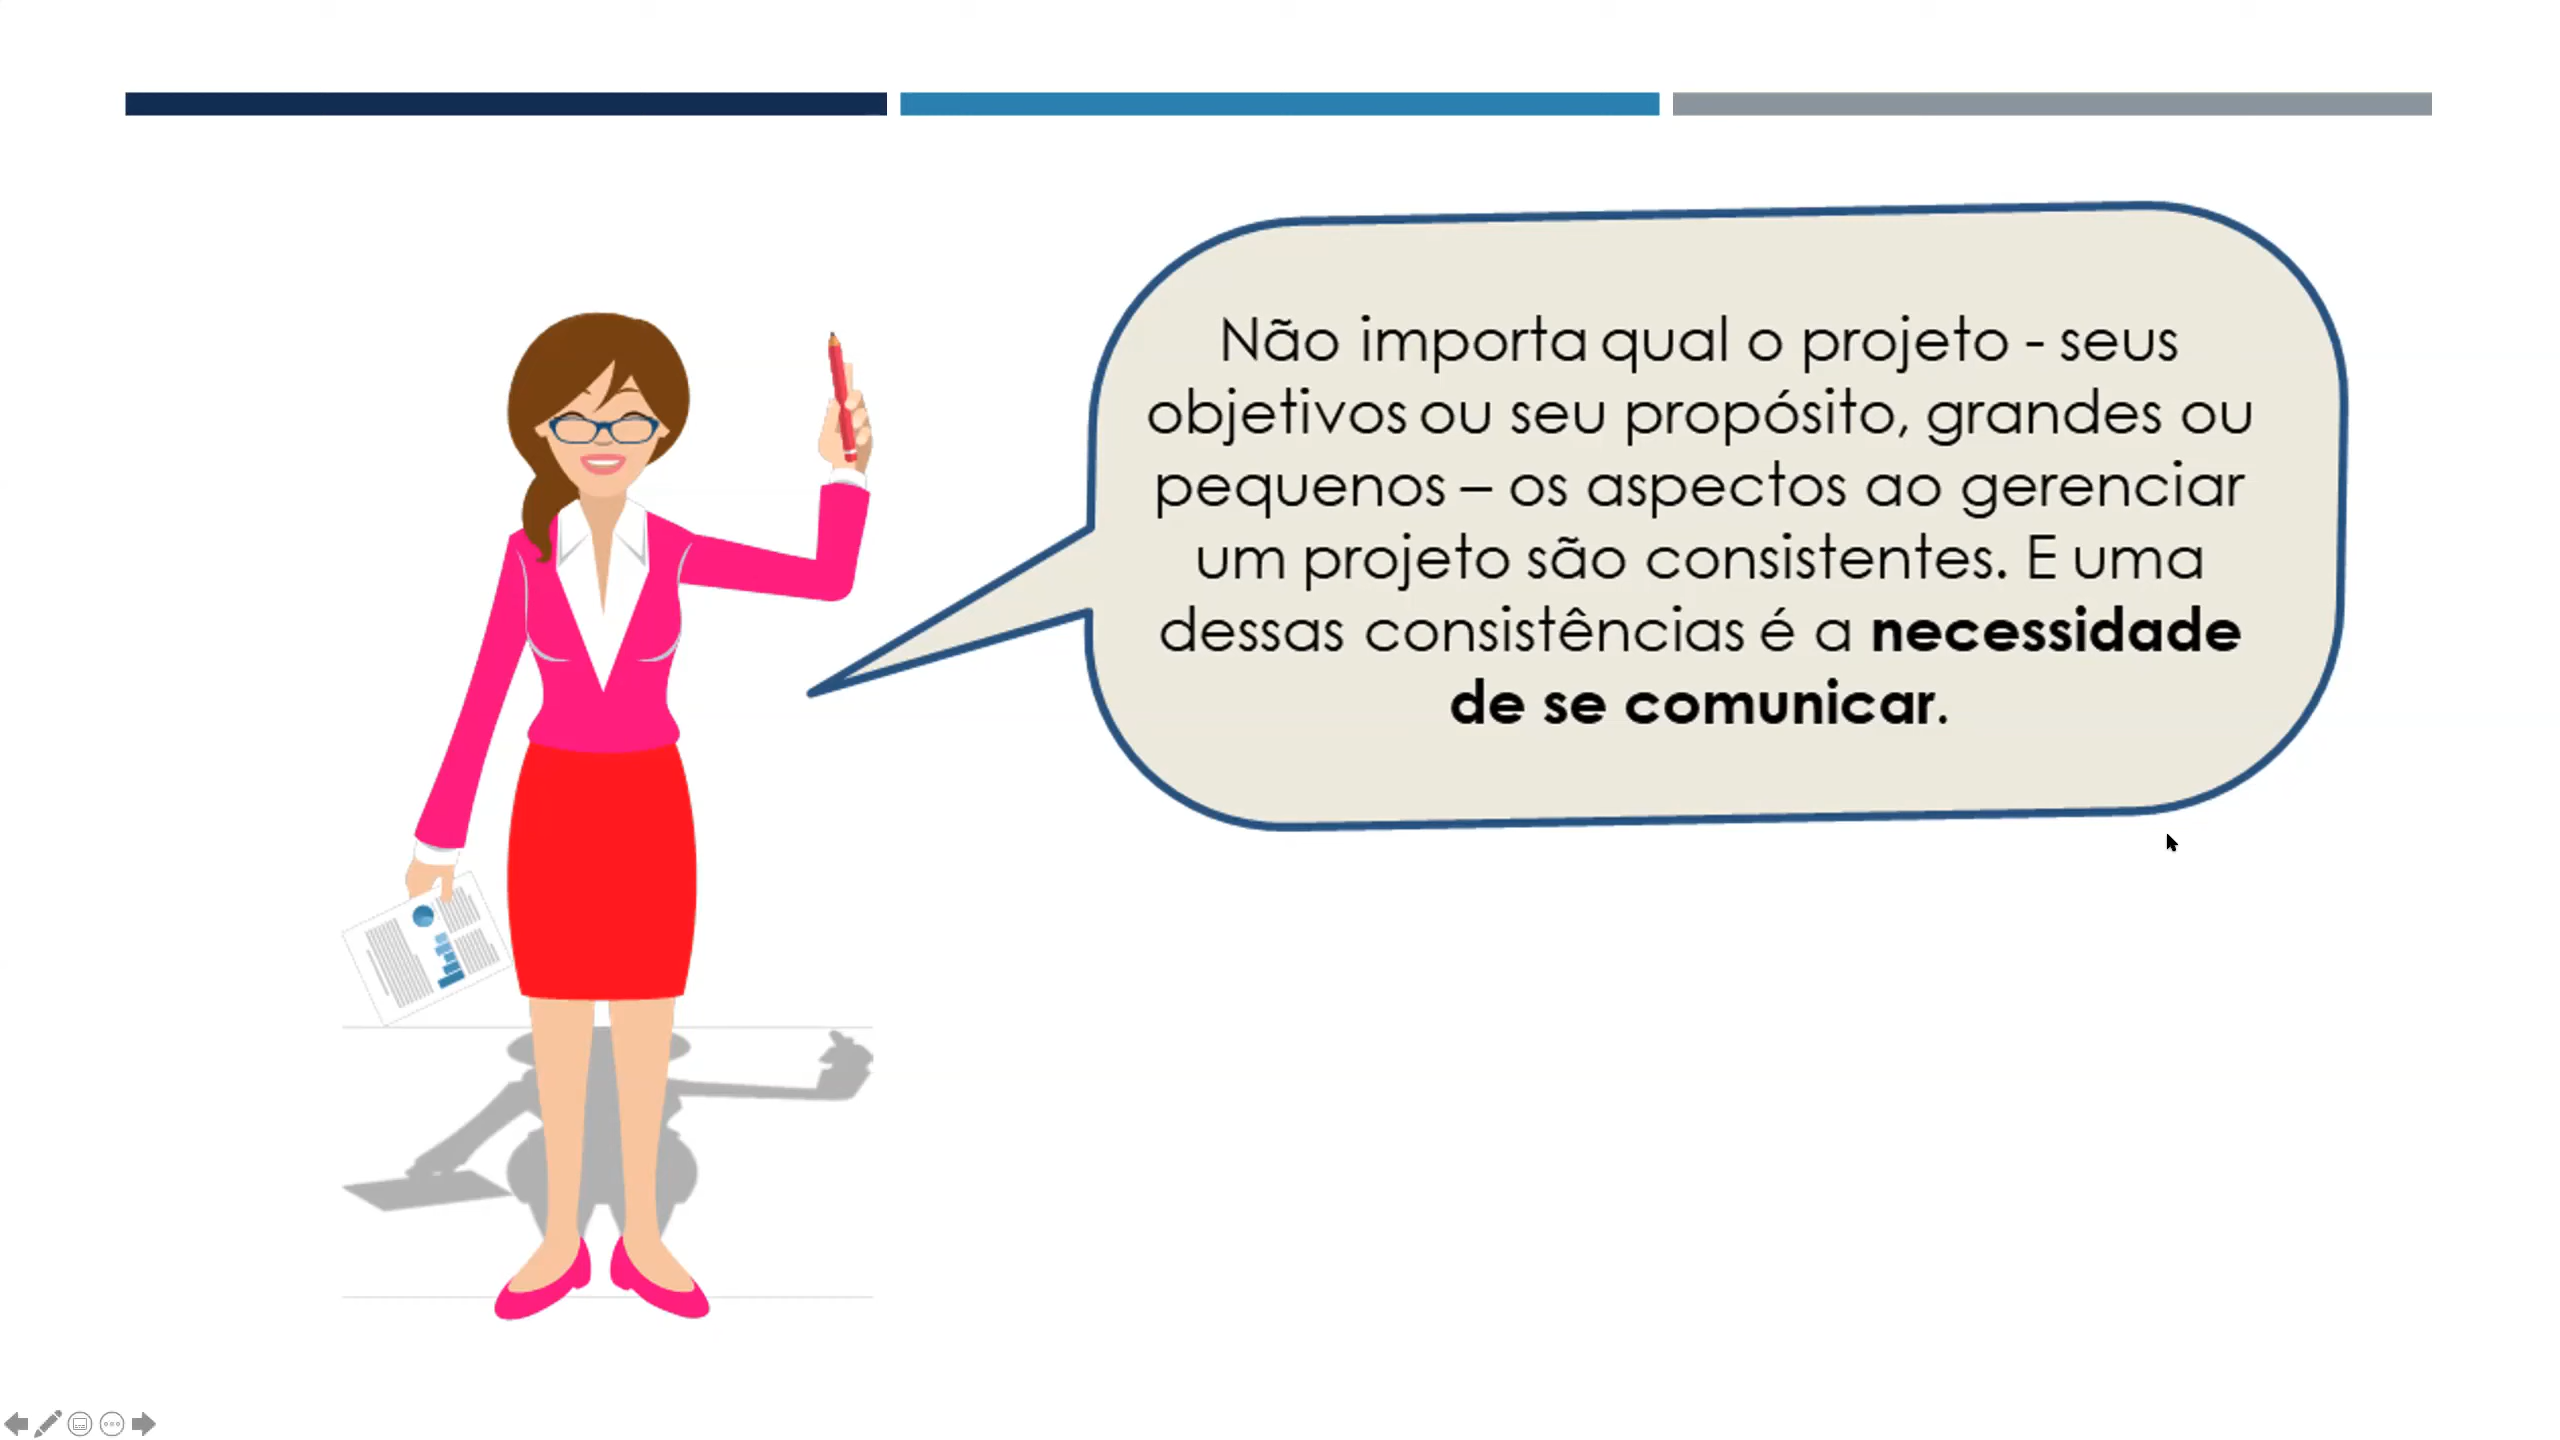 Não importa qual o projeto - seus
objetivos ou seu propósito, grandes ou
pequenos – os aspectos ao gerenciar
um projeto são consistentes. E uma
dessas consistências é a necessidade
de se comunicar.